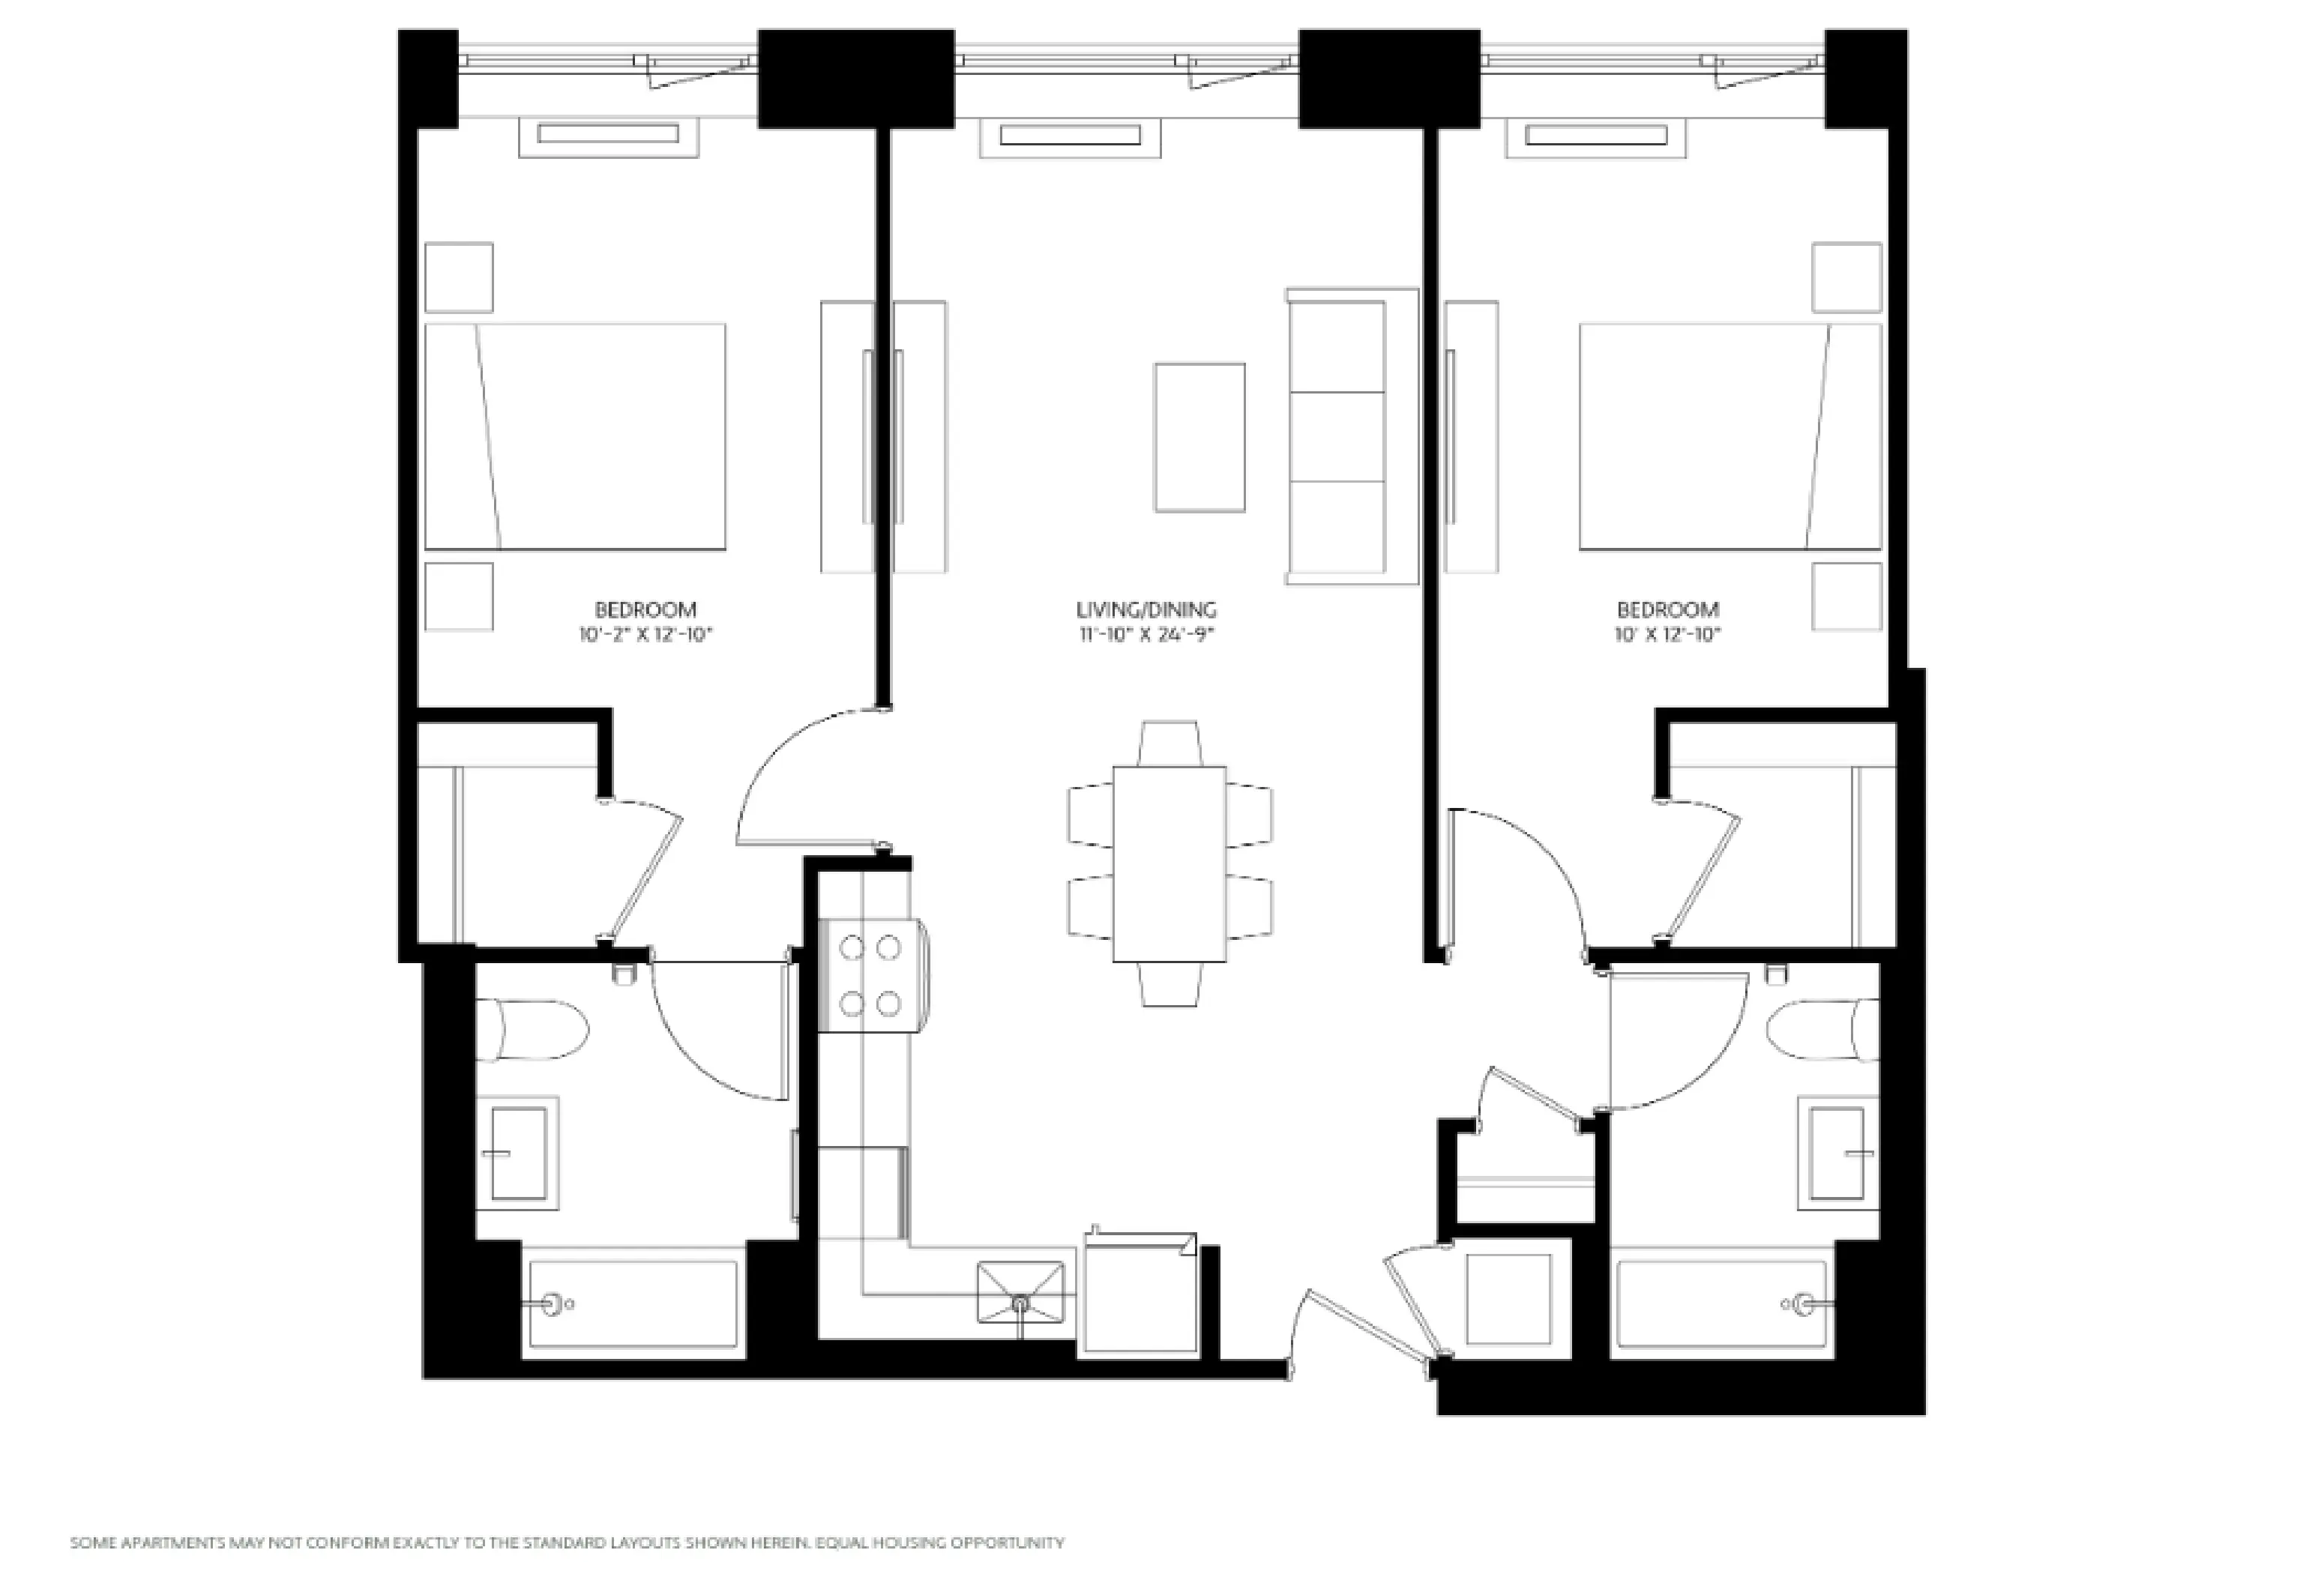 BEDROOM
10'-2" X 12'-10"
LIVING/DINING
11'-10" X 24'-9"
BEDROOM
10' X 12'-10"
SOME APARTMENTS MAY NOT CONFORM EXACTLY TO THE STANDARD LAYOUTS SHOWN HEREIN. EQUAL HOUSING OPPORTUNITY